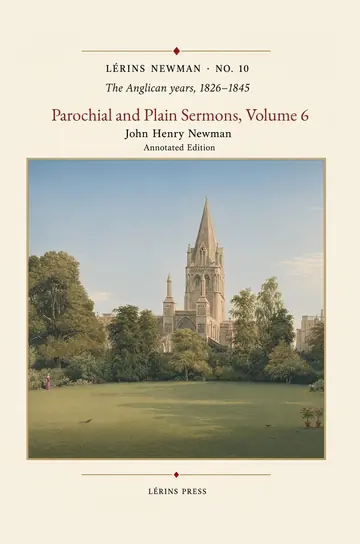 LÉRINS NEWMAN · NO. 10
The Anglican years, 1826–1845
Parochial and Plain Sermons, Volume 6
John Henry Newman
Annotated Edition
LÉRINS PRESS